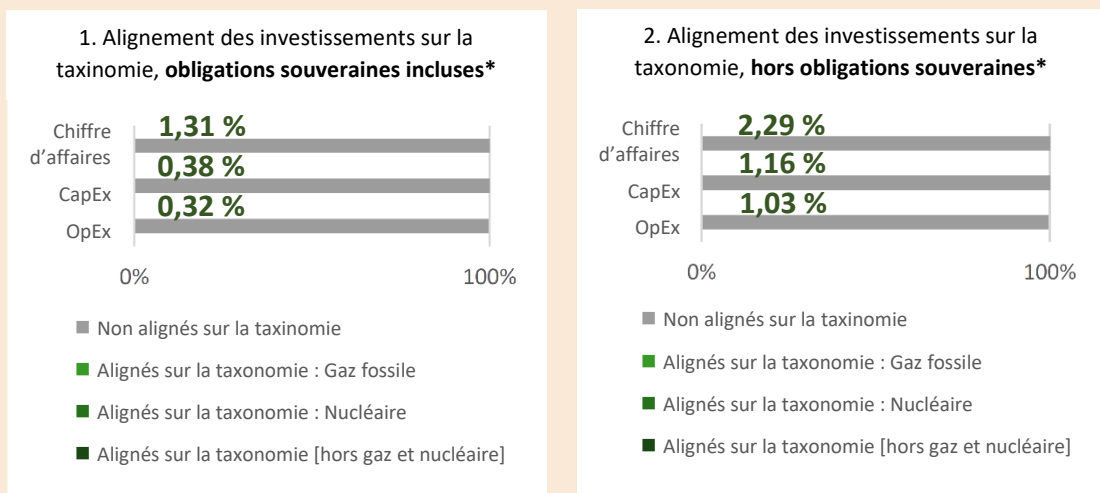 1. Alignement des investissements sur la
taxinomie, obligations souveraines incluses*
Chiffre
d’affaires
CapEx
OpEx
1,31 %
0,38 %
0,32 %
0%
100%
Non alignés sur la taxinomie
Alignés sur la taxonomie : Gaz fossile
Alignés sur la taxonomie : Nucléaire
Alignés sur la taxonomie [hors gaz et nucléaire]
2. Alignement des investissements sur la
taxonomie, hors obligations souveraines*
Chiffre
d’affaires
CapEx
OpEx
2,29 %
1,16 %
1,03 %
0%
100%
Non alignés sur la taxinomie
Alignés sur la taxonomie : Gaz fossile
Alignés sur la taxonomie : Nucléaire
Alignés sur la taxonomie [hors gaz et nucléaire]